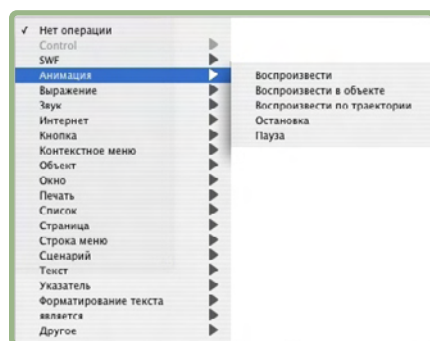 ✓ Нет операции
Control
SWF
Анимация
Выражение
Звук
Интернет
Кнопка
Контекстное меню
Объект
Окно
Печать
Список
Страница
Строка меню
Сценарий
Текст
Указатель
Форматирование текста
является
Другое
Воспроизвести
Воспроизвести в объекте
Воспроизвести по траектории
Остановка
Пауза